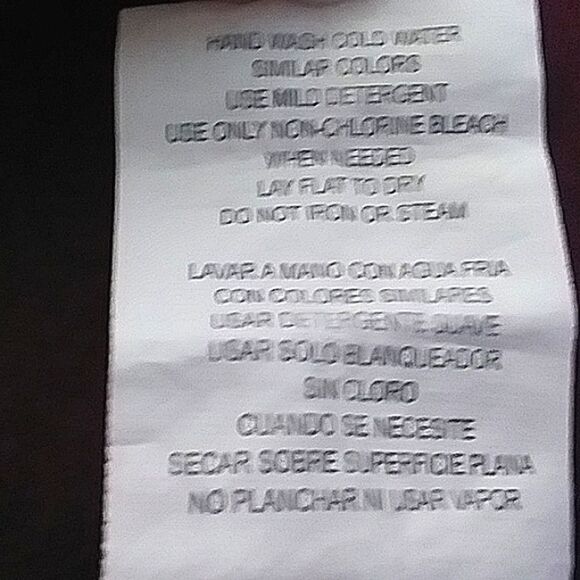 HAND WASH COLD WATER
SIMILAR COLORS
USE MILD DETERGENT
USE ONLY NON-CHLORINE BLEACH
WHEN NEEDED
LAY FLAT TO DRY
DO NOT IRON OR STEAM
LAVAR A MANO CON AGUA FRIA
CON COLORES SIMILARES
USAR DETERGENTE SUAVE
USAR SOLO BLANQUEADOR
SIN CLORO
CUANDO SE NECESITE
SECAR SOBRE SUPERFICIE PLANA
NO PLANCHAR NI USAR VAPOR